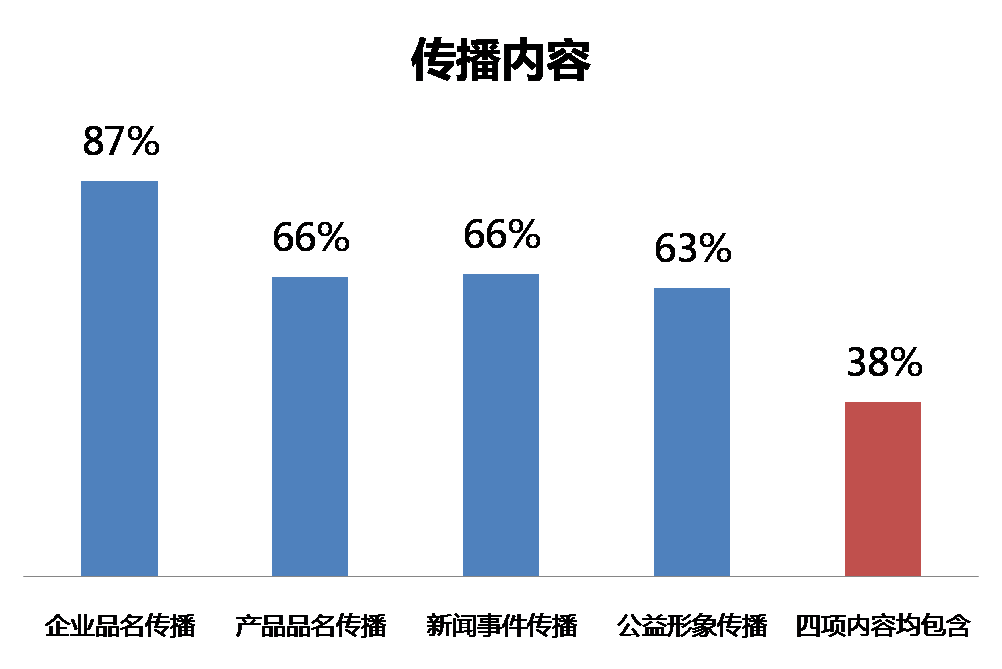 传播内容
87%
66%
66%
63%
38%
企业品名传播
产品品名传播
新闻事件传播
公益形象传播
四项内容均包含